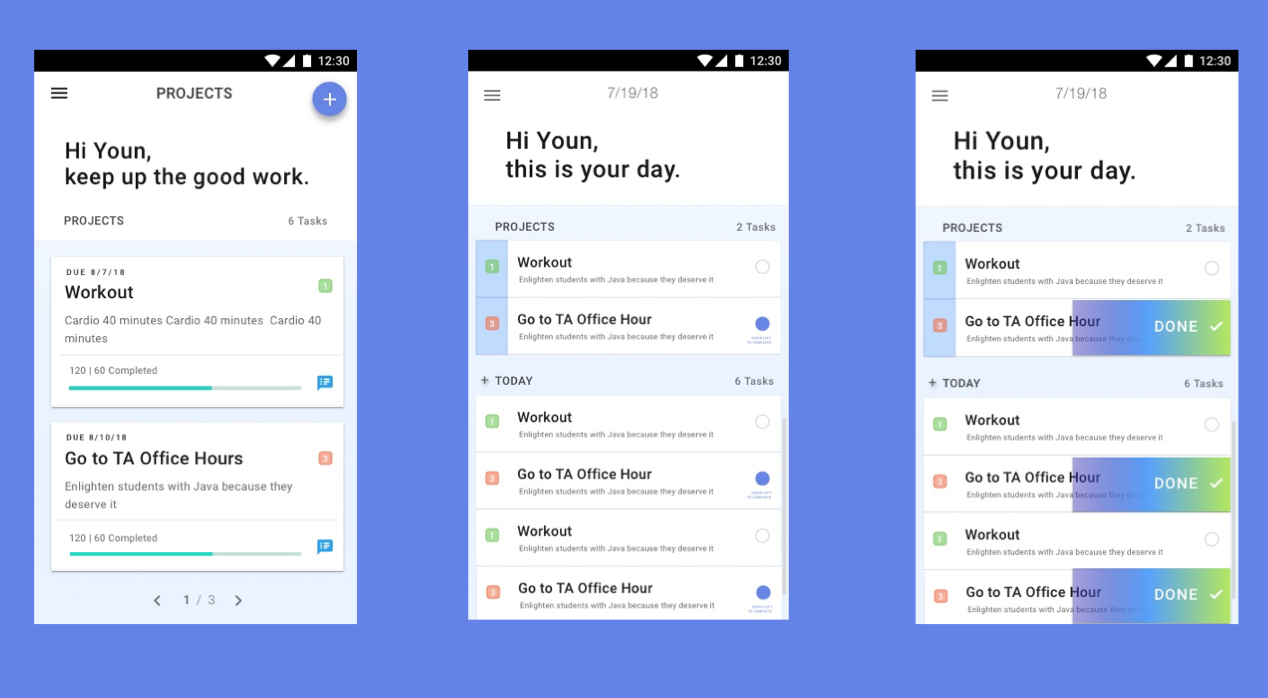 12:30
PROJECTS
+
Hi Youn,
keep up the good work.
PROJECTS 6 Tasks
DUE 8/7/18
Workout 1
Cardio 40 minutes Cardio 40 minutes Cardio 40
minutes
120 | 60 Completed
DUE 8/10/18
Go to TA Office Hours 3
Enlighten students with Java because they
deserve it
120 | 60 Completed
1 / 3
12:30
7/19/18
Hi Youn,
this is your day.
PROJECTS 2 Tasks
1 Workout
Enlighten students with Java because they deserve it
3 Go to TA Office Hour
Enlighten students with Java because they deserve it
SWIPE LEFT
TO COMPLETE
+ TODAY 6 Tasks
1 Workout
Enlighten students with Java because they deserve it
3 Go to TA Office Hour
Enlighten students with Java because they deserve it
SWIPE LEFT
TO COMPLETE
1 Workout
Enlighten students with Java because they deserve it
3 Go to TA Office Hour
Enlighten students with Java because they deserve it
SWIPE LEFT
TO COMPLETE
12:30
7/19/18
Hi Youn,
this is your day.
PROJECTS 2 Tasks
1 Workout
Enlighten students with Java because they deserve it
3 Go to TA Office Hour DONE
Enlighten students with Java because they
+ TODAY 6 Tasks
1 Workout
Enlighten students with Java because they deserve it
3 Go to TA Office Hour DONE
Enlighten students with Java because they
1 Workout
Enlighten students with Java because they deserve it
3 Go to TA Office Hour DONE
Enlighten students with Java because they